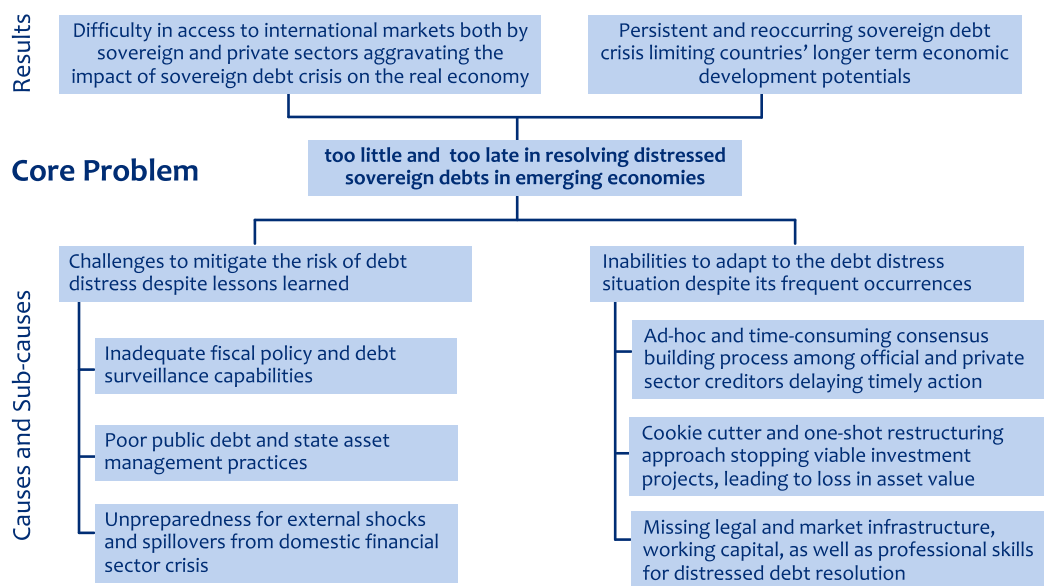 Results
Difficulty in access to international markets both by
sovereign and private sectors aggravating the
impact of sovereign debt crisis on the real economy
Persistent and reoccurring sovereign debt
crisis limiting countries’ longer term economic
development potentials
Core Problem
too little and  too late in resolving distressed
sovereign debts in emerging economies
Causes and Sub-causes
Challenges to mitigate the risk of debt
distress despite lessons learned
Inadequate fiscal policy and debt
surveillance capabilities
Poor public debt and state asset
management practices
Unpreparedness for external shocks
and spillovers from domestic financial
sector crisis
Inabilities to adapt to the debt distress
situation despite its frequent occurrences
Ad-hoc and time-consuming consensus
building process among official and private
sector creditors delaying timely action
Cookie cutter and one-shot restructuring
approach stopping viable investment
projects, leading to loss in asset value
Missing legal and market infrastructure,
working capital, as well as professional skills
for distressed debt resolution